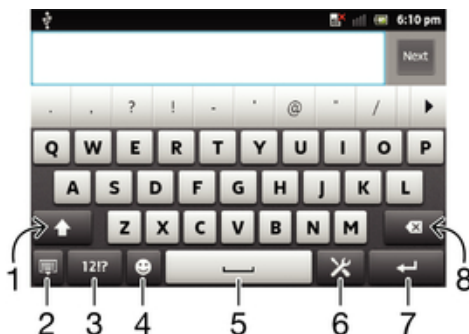 6:10 pm
Next
. , ? ! - ' @ " /
Q W E R T Y U I O P
A S D F G H J K L
1 Z X C V B N M 8
12!?
2 3 4 5 6 7